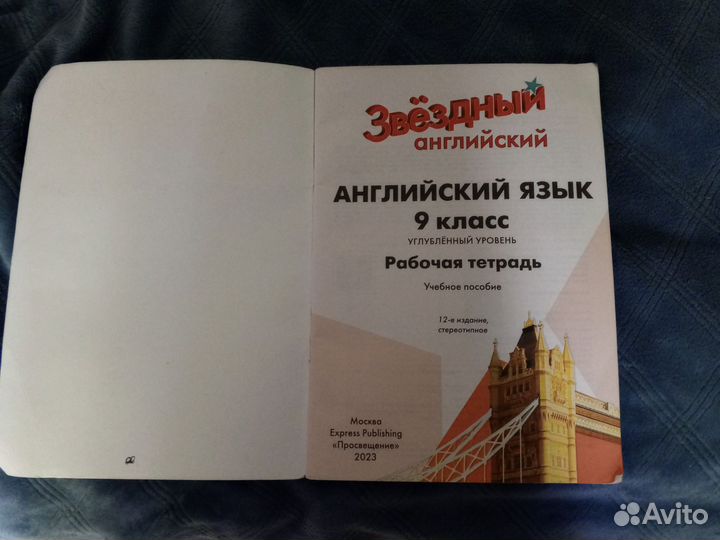 Звёздный
английский
АНГЛИЙСКИЙ ЯЗЫК
9 класс
УГЛУБЛЁННЫЙ УРОВЕНЬ
Рабочая тетрадь
Учебное пособие
12-е издание,
стереотипное
Москва
Express Publishing
«Просвещение»
2023
Avito